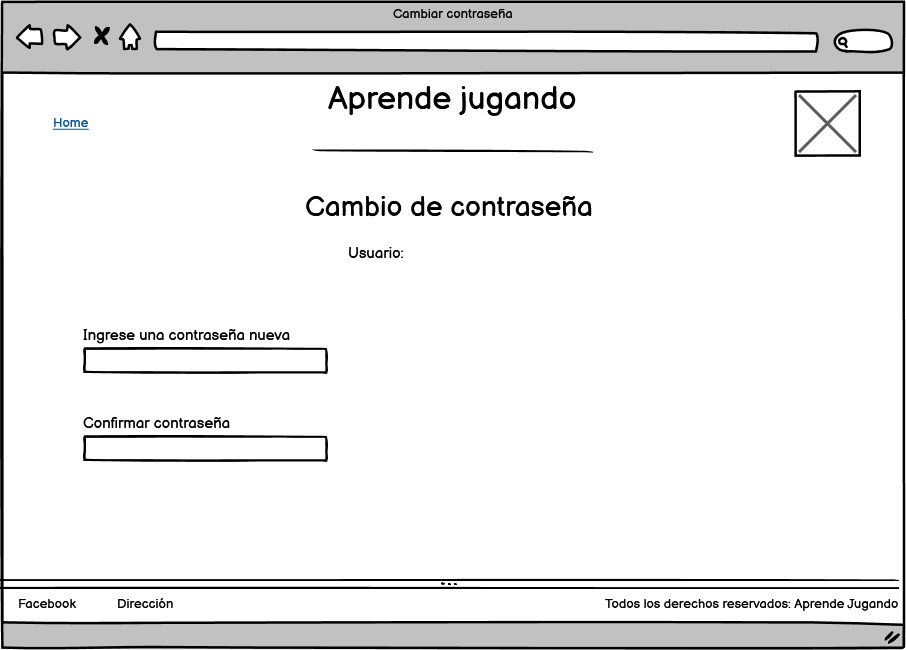 Cambiar contraseña
Aprende jugando
Home
Cambio de contraseña
Usuario:
Ingrese una contraseña nueva
Confirmar contraseña
Facebook Dirección Todos los derechos reservados: Aprende Jugando